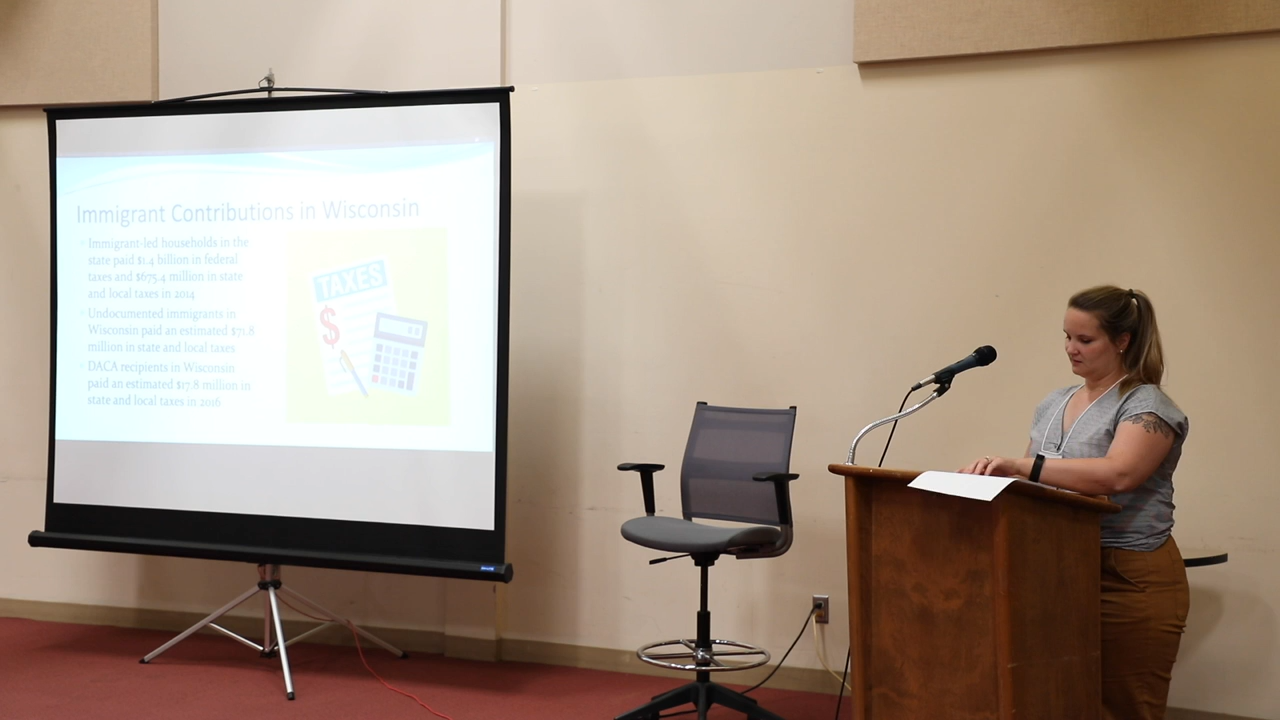 Immigrant Contributions in Wisconsin
Immigrant-led households in the
state paid $1.4 billion in federal
taxes and $675.4 million in state
and local taxes in 2014
Undocumented immigrants in
Wisconsin paid an estimated $71.8
million in state and local taxes
DACA recipients in Wisconsin
paid an estimated $17.8 million in
state and local taxes in 2016.
TAXES
$